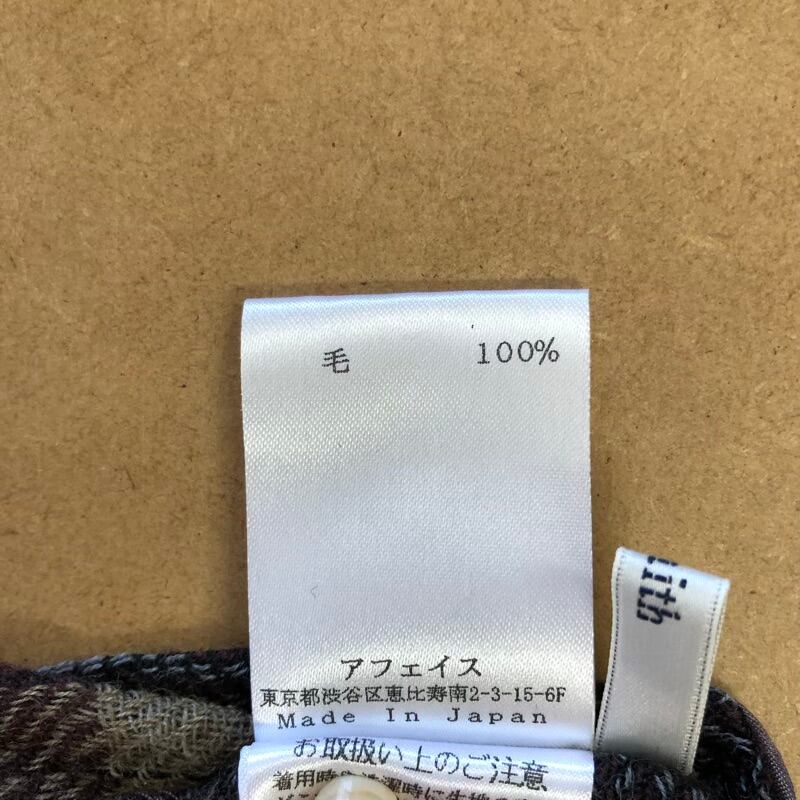 毛 100%
アフェイス
東京都渋谷区恵比寿南2-3-15-6F
Made In Japan
お取扱い上のご注意